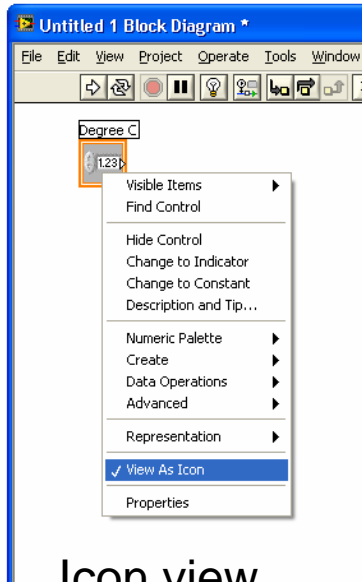 Untitled 1 Block Diagram *
File Edit View Project Operate Tools Window
Degree C
1.23
Visible Items
Find Control
Hide Control
Change to Indicator
Change to Constant
Description and Tip...
Numeric Palette
Create
Data Operations
Advanced
Representation
View As Icon
Properties
Icon view